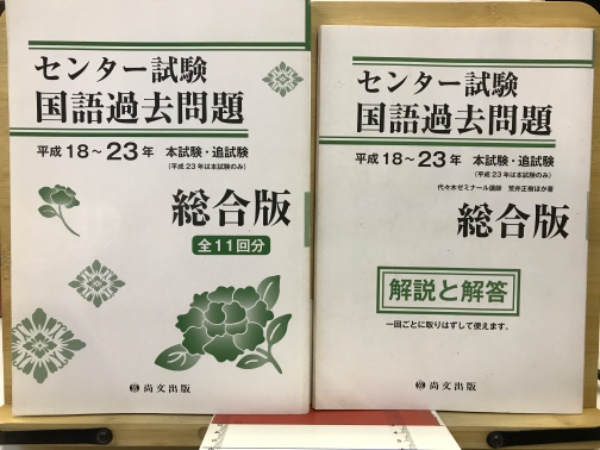 センター試験
国語過去問題
平成18〜23年 本試験・追試験
(平成23年は本試験のみ)
総合版
全11回分
尚文出版
センター試験
国語過去問題
平成18〜23年 本試験・追試験
(平成23年は本試験のみ)
代々木ゼミナール講師 荒井正樹ほか著
総合版
解説と解答
一回ごとに取りはずして使えます。
尚文出版